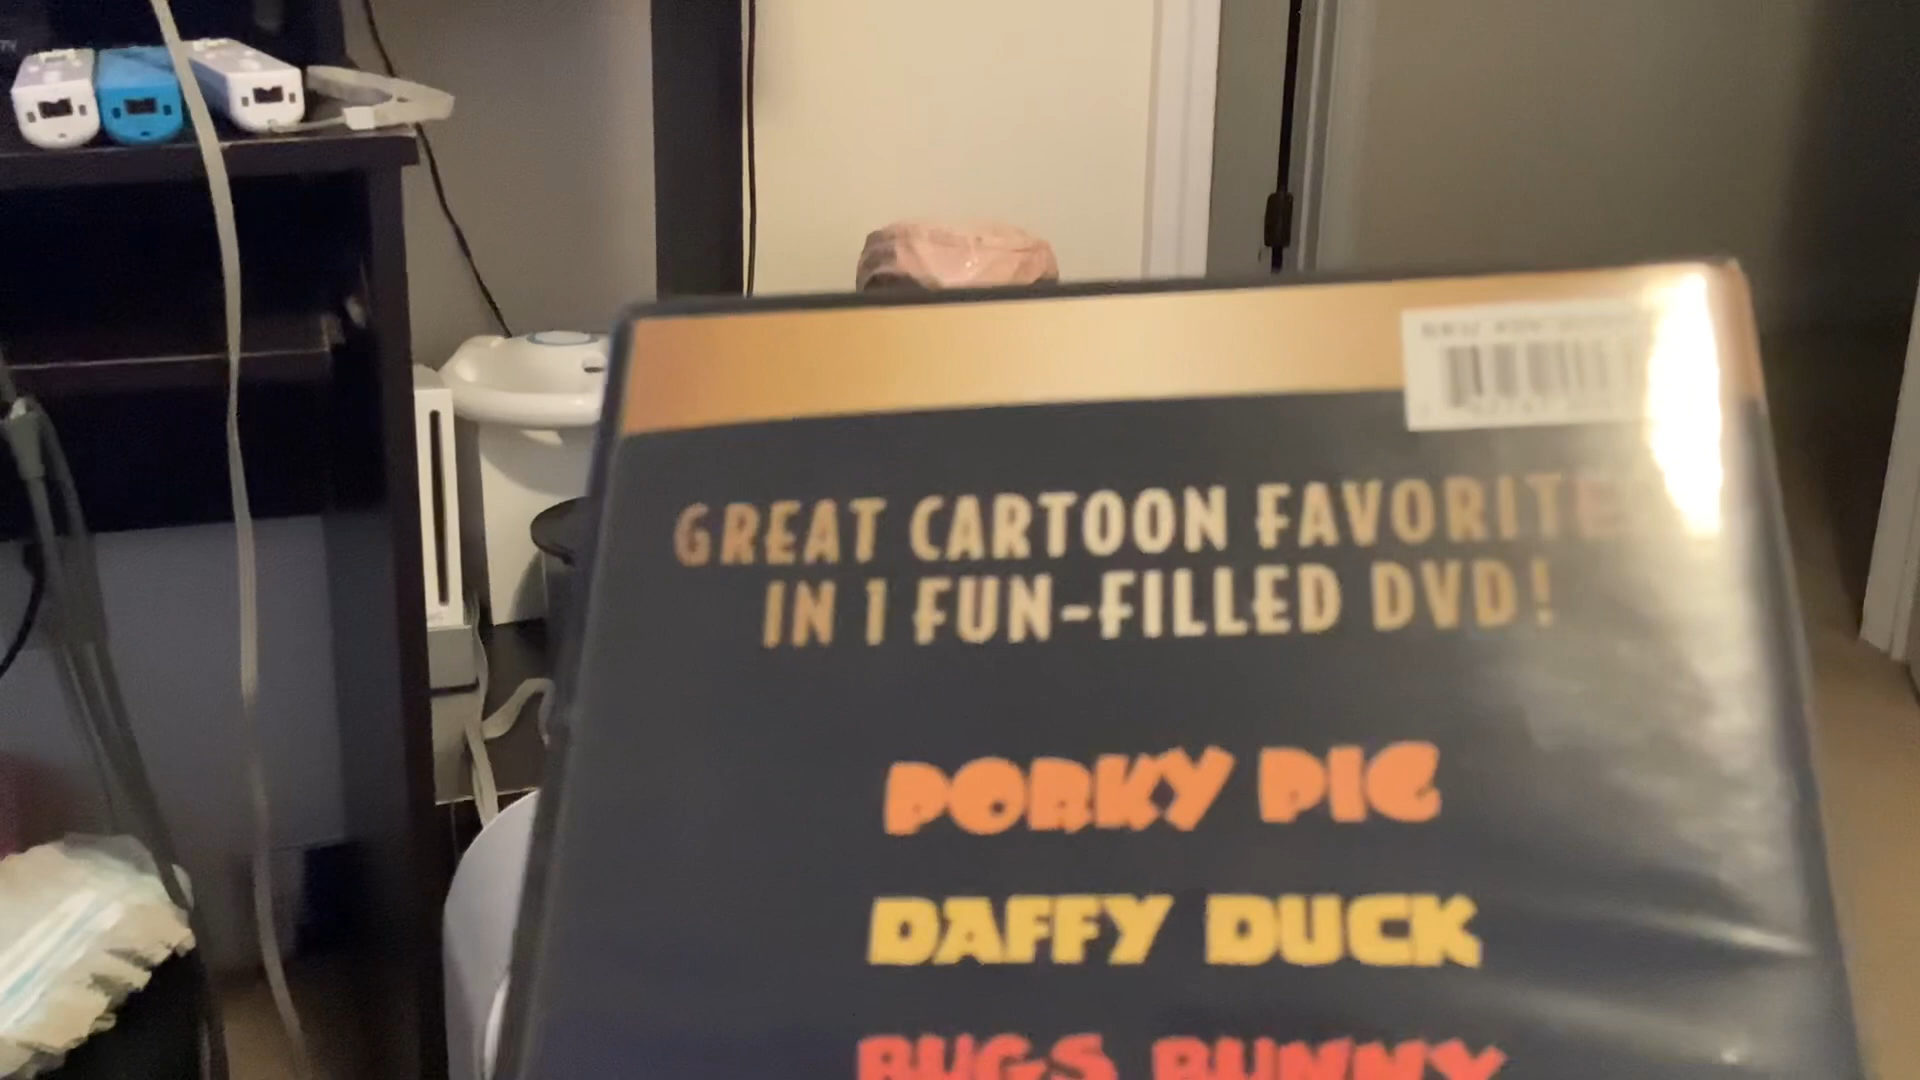 GREAT CARTOON FAVORITE
IN 1 FUN-FILLED DVD!
PORKY PIG
DAFFY DUCK
BUGS BUNNY